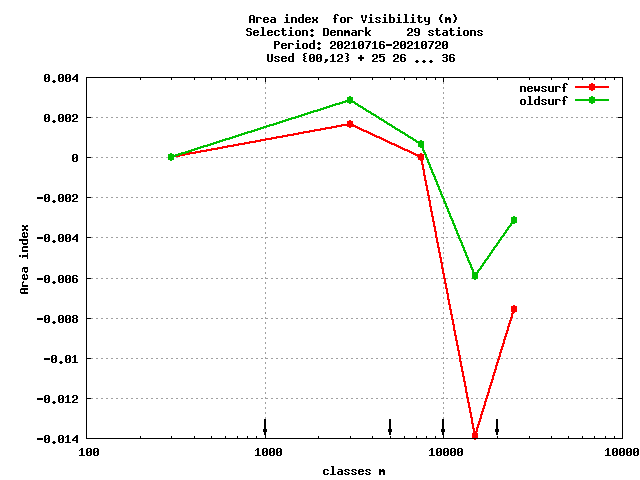 Area index  for Visibility (m)
Selection: Denmark     29 stations
Period: 20210716-20210720
Used {00,12} + 25 26 ... 36
0.004
newsurf
oldsurf
0.002
0
-0.002
-0.004
-0.006
-0.008
-0.01
-0.012
-0.014
Area index
100
1000
10000
10000
classes m